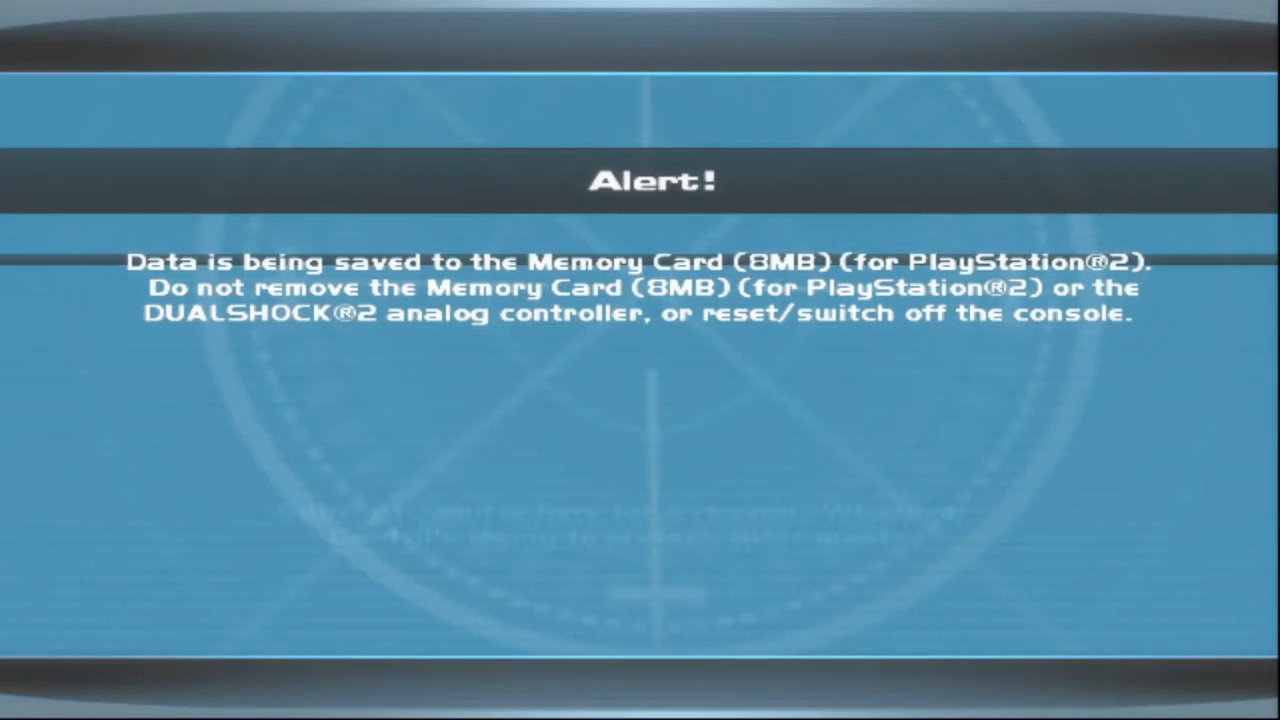 Alert!
Data is being saved to the Memory Card (8MB) (for PlayStation®2).
Do not remove the Memory Card (8MB) (for PlayStation®2) or the
DUALSHOCK®2 analog controller, or reset/switch off the console.